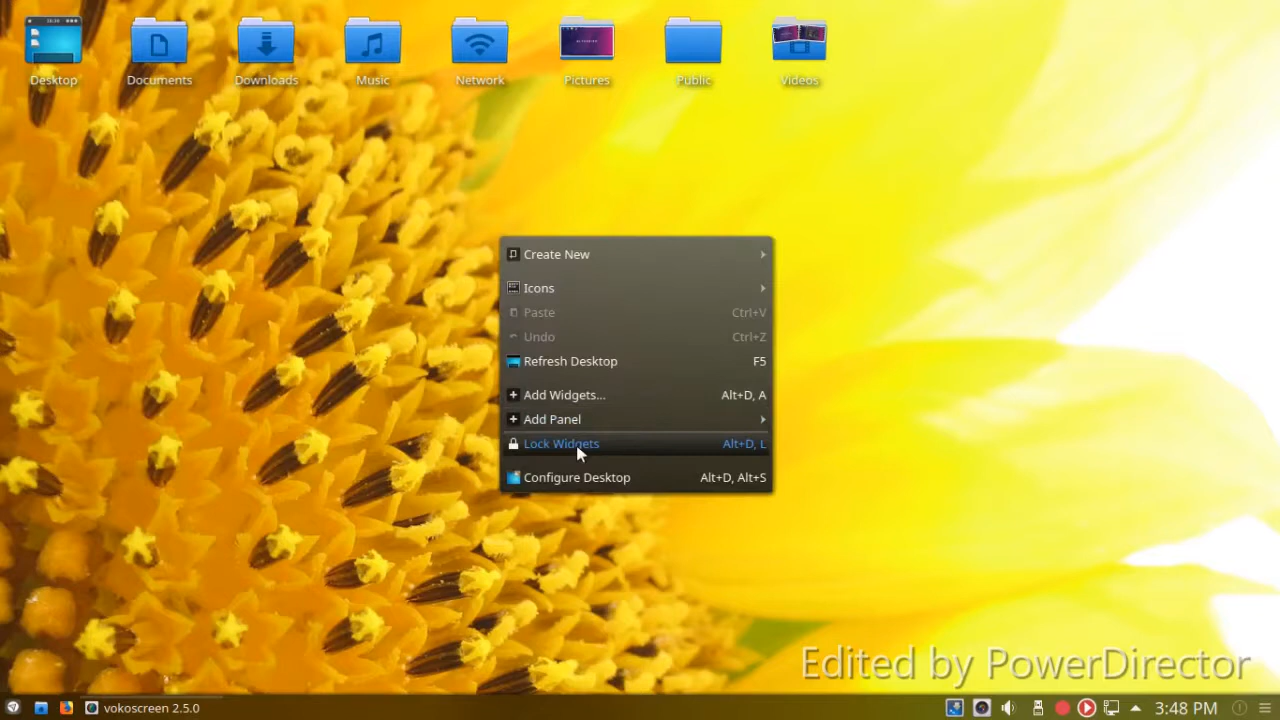 Desktop
Documents
Downloads
Music
Network
Pictures
Public
Videos
Create New
Icons
Paste Ctrl+V
Undo Ctrl+Z
Refresh Desktop F5
Add Widgets... Alt+D, A
Add Panel
Lock Widgets Alt+D, L
Configure Desktop Alt+D, Alt+S
Edited by PowerDirector
vokoscreen 2.5.0
3:48 PM